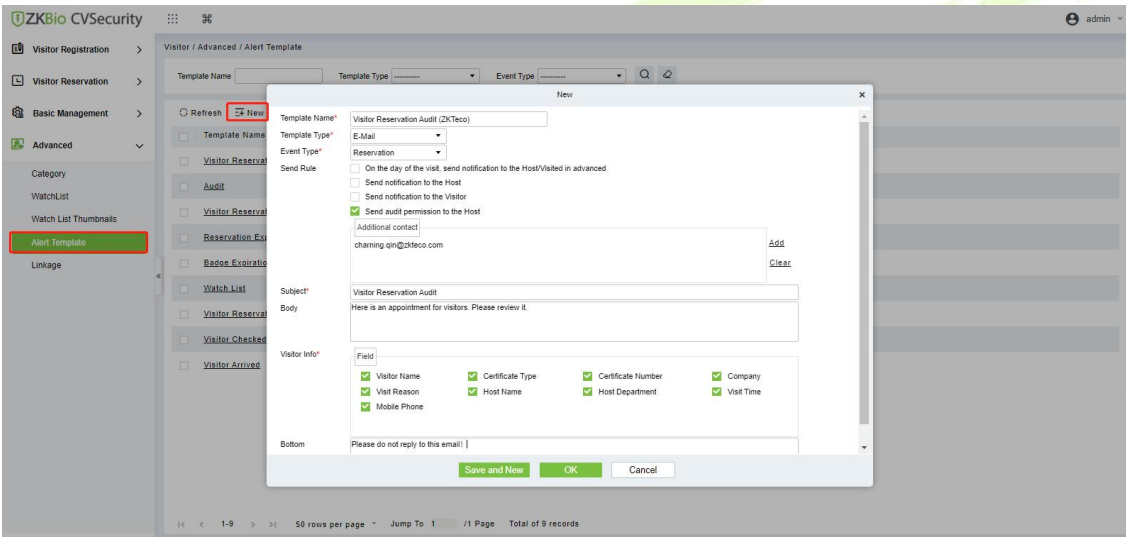 ZKBio CVSecurity
admin
Visitor Registration
Visitor Reservation
Basic Management
Advanced
Category
WatchList
Watch List Thumbnails
Alert Template
Linkage
Visitor / Advanced / Alert Template
Template Name Template Type ---------- Event Type ----------
Refresh New
Template Name
Visitor Reservat
Audit
Visitor Reservat
Reservation Exp
Badge Expiratio
Watch List
Visitor Reservat
Visitor Checked
Visitor Arrived
New
Template Name* Visitor Reservation Audit (ZKTeco)
Template Type* E-Mail
Event Type* Reservation
Send Rule On the day of the visit, send notification to the Host/Visited in advanced
Send notification to the Host
Send notification to the Visitor
Send audit permission to the Host
Additional contact
charning.qin@zkteco.com Add
Clear
Subject* Visitor Reservation Audit
Body Here is an appointment for visitors. Please review it.
Visitor Info* Field
Visitor Name Certificate Type Certificate Number Company
Visit Reason Host Name Host Department Visit Time
Mobile Phone
Bottom Please do not reply to this email!
Save and New OK Cancel
1-9 50 rows per page Jump To 1 /1 Page Total of 9 records